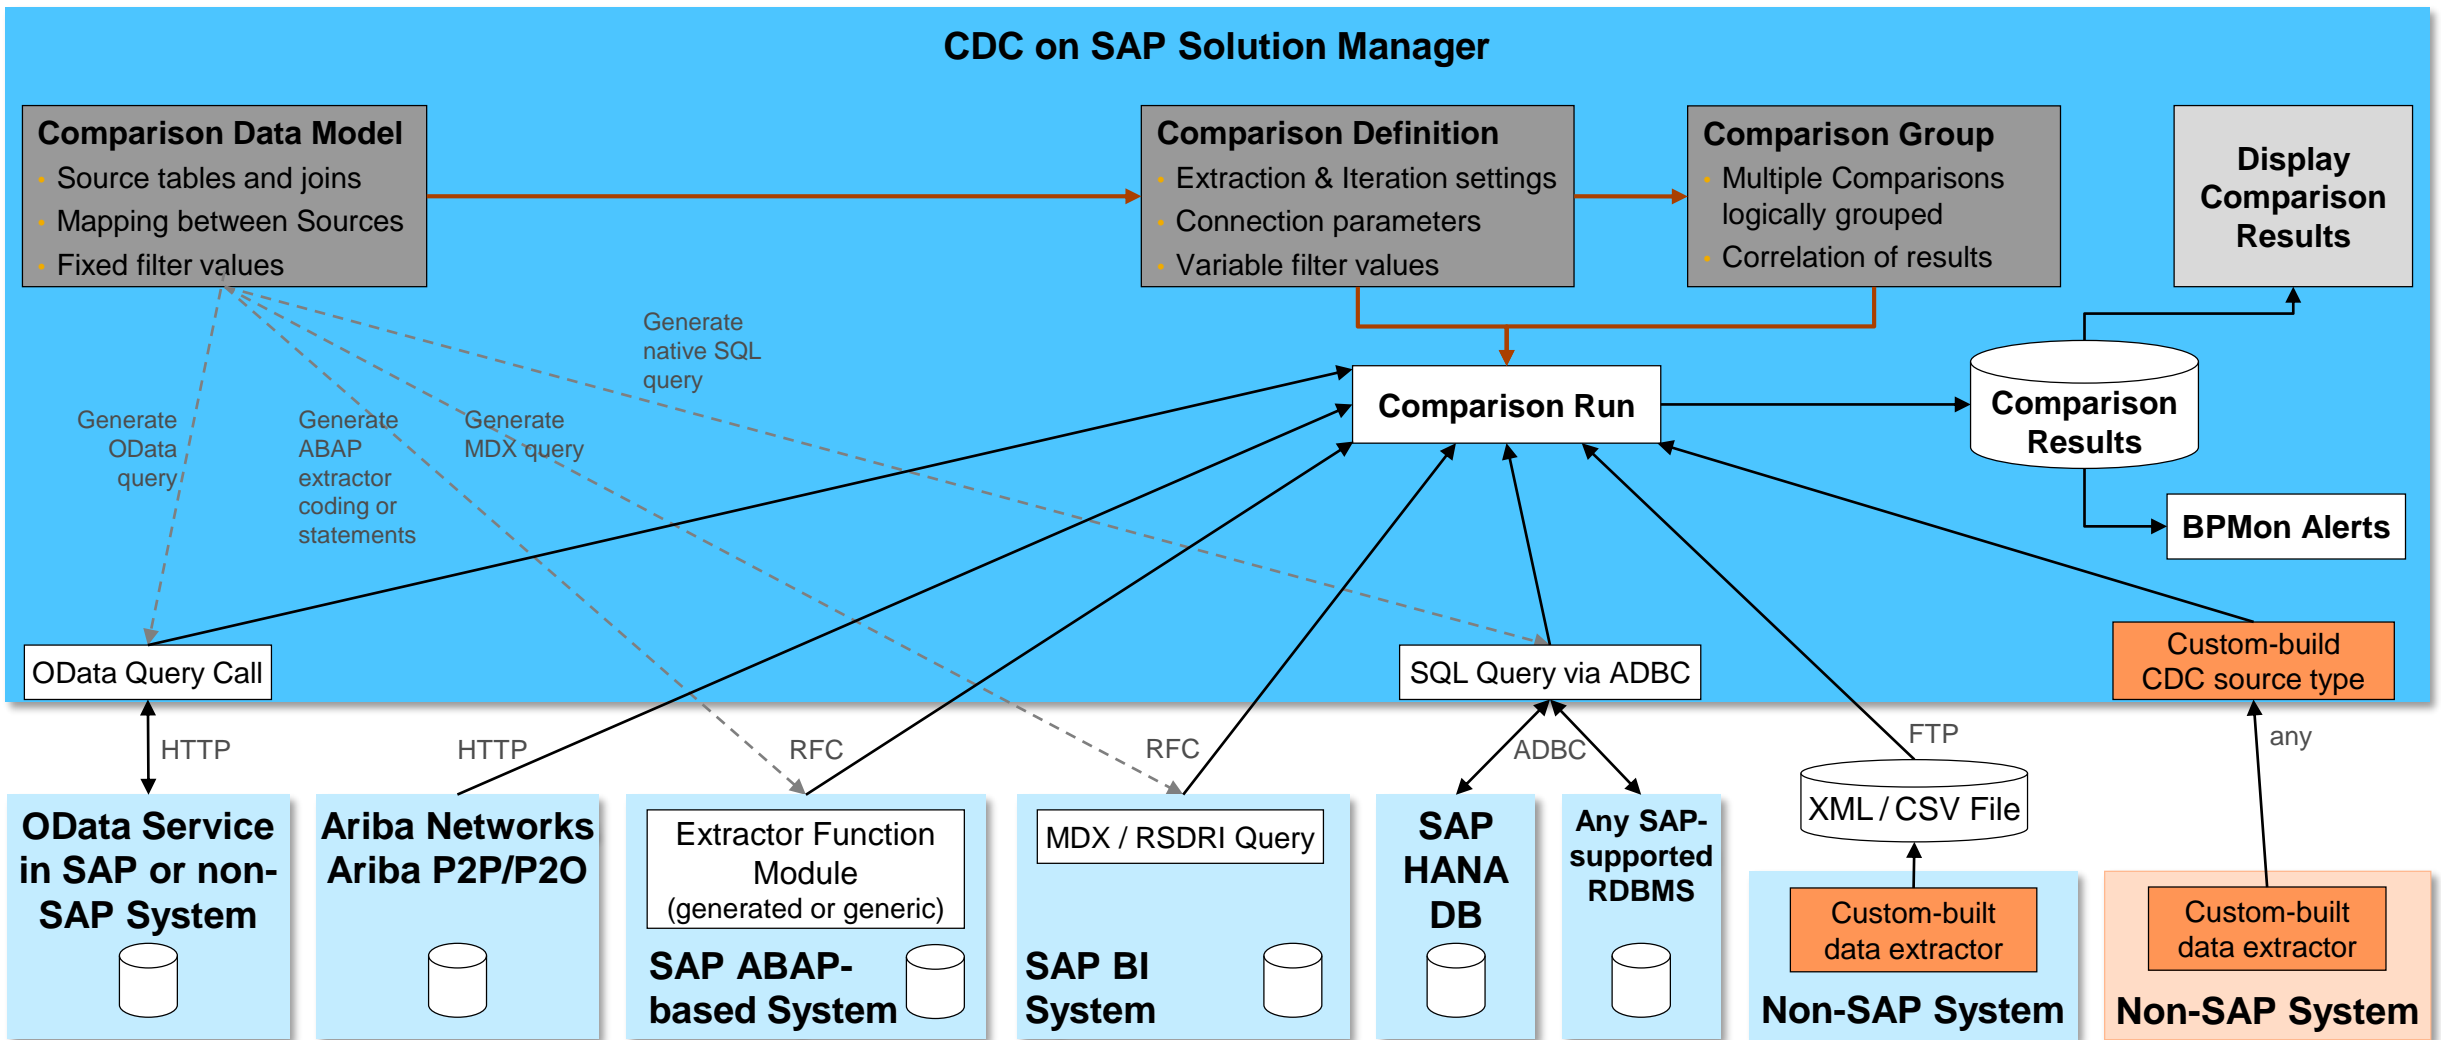 CDC on SAP Solution Manager
Comparison Data Model
• Source tables and joins
• Mapping between Sources
• Fixed filter values
Comparison Definition
• Extraction & Iteration settings
• Connection parameters
• Variable filter values
Comparison Group
• Multiple Comparisons
logically grouped
• Correlation of results
Display
Comparison
Results
Generate
native SQL
query
Generate
OData
query
Generate
ABAP
extractor
coding or
statements
Generate
MDX query
Comparison Run
Comparison
Results
BPMon Alerts
OData Query Call
SQL Query via ADBC
Custom-build
CDC source type
HTTP
HTTP
RFC
RFC
ADBC
FTP
any
OData Service
in SAP or non-
SAP System
Ariba Networks
Ariba P2P/P2O
Extractor Function
Module
(generated or generic)
SAP ABAP-
based System
MDX / RSDRI Query
SAP BI
System
SAP
HANA
DB
Any SAP-
supported
RDBMS
XML / CSV File
Custom-built
data extractor
Non-SAP System
Custom-built
data extractor
Non-SAP System